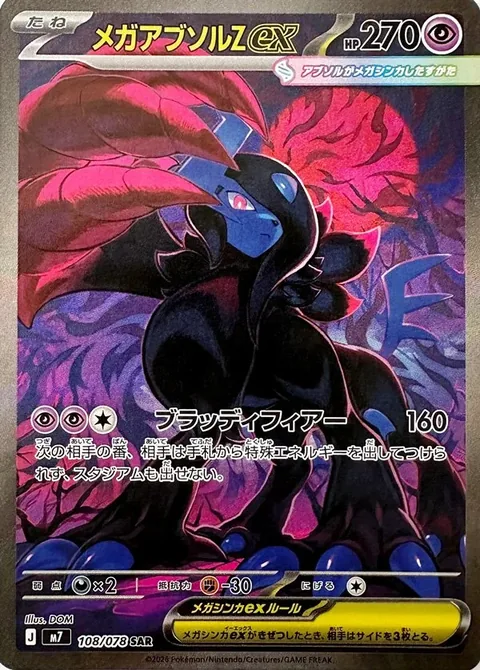 たね
メガアブソルZex
HP270
アブソルがメガシンカしたすがた
ブラッディフィアー 160
次の相手の番、相手は手札から特殊エネルギーを出してつけら
れず、スタジアムも出せない。
弱点 ×2 抵抗力 -30 にげる
メガシンカexルール
メガシンカexがきぜつしたとき、相手はサイドを3枚とる。
Illus. DOM
J M7 108/078 SAR
©2026 Pokémon/Nintendo/Creatures/GAME FREAK